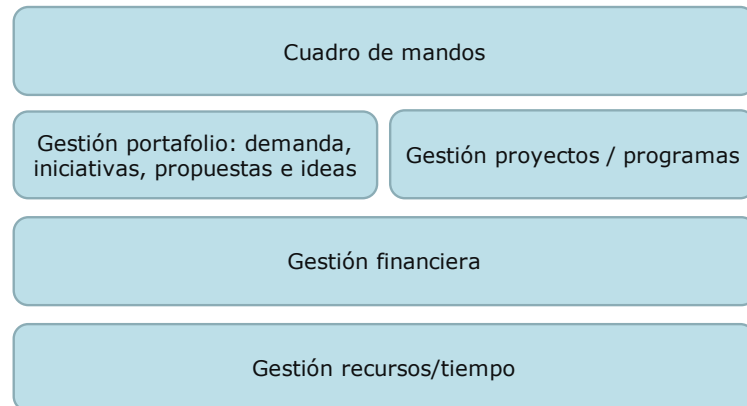 Cuadro de mandos
Gestión portafolio: demanda,
iniciativas, propuestas e ideas
Gestión proyectos / programas
Gestión financiera
Gestión recursos/tiempo